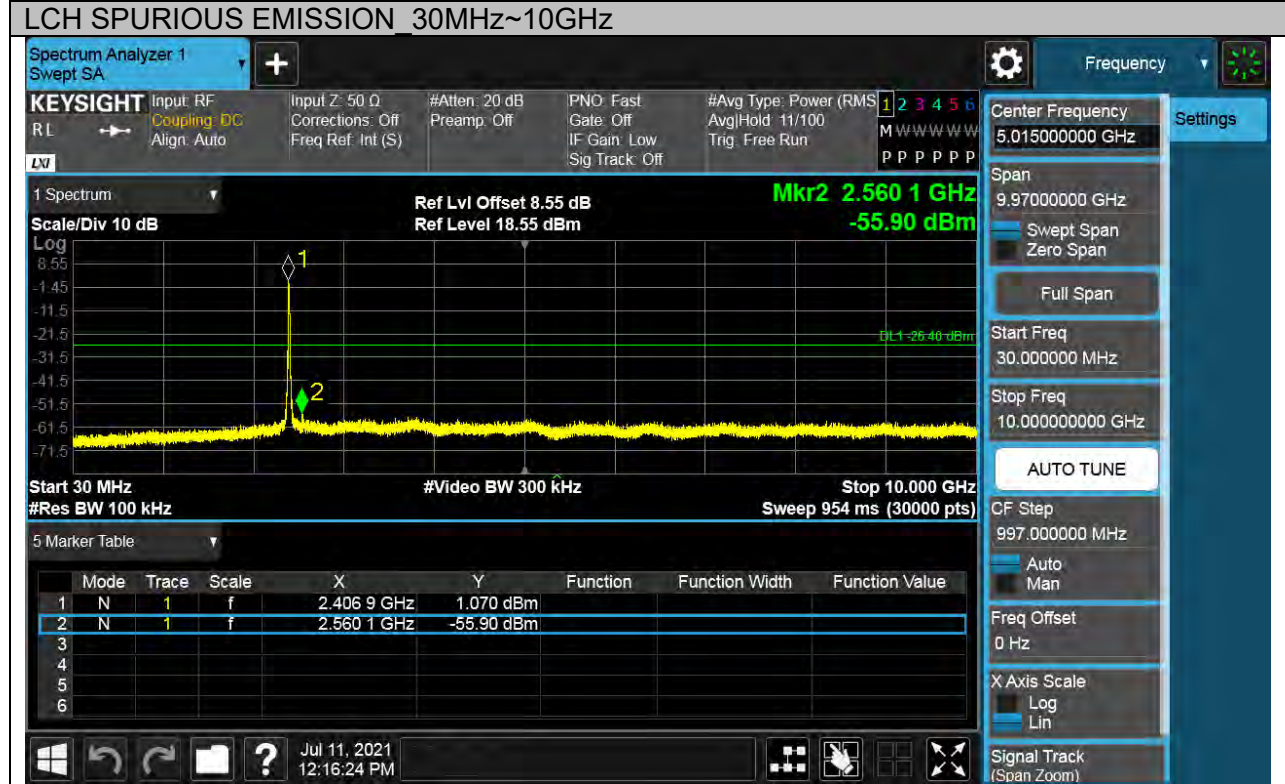 LCH SPURIOUS EMISSION_30MHz~10GHz
Spectrum Analyzer 1
Swept SA
+
Frequency
KEYSIGHT
RL
LXI
Input: RF
Coupling: DC
Align: Auto
Input Z: 50 Ω
Corrections: Off
Freq Ref: Int (S)
#Atten: 20 dB
Preamp: Off
PNO: Fast
Gate: Off
IF Gain: Low
Sig Track: Off
#Avg Type: Power (RMS
Avg|Hold: 11/100
Trig: Free Run
1 2 3 4 5 6
M W W W W W
P P P P P P
Center Frequency
5.015000000 GHz
Settings
1 Spectrum
Scale/Div 10 dB
Log
Ref Lvl Offset 8.55 dB
Ref Level 18.55 dBm
Mkr2 2.560 1 GHz
-55.90 dBm
8.55
-1.45
-11.5
-21.5
-31.5
-41.5
-51.5
-61.5
-71.5
1
2
DL1 -26.40 dBm
Start 30 MHz
#Res BW 100 kHz
#Video BW 300 kHz
Stop 10.000 GHz
Sweep 954 ms (30000 pts)
Span
9.97000000 GHz
Swept Span
Zero Span
Full Span
Start Freq
30.000000 MHz
Stop Freq
10.000000000 GHz
AUTO TUNE
CF Step
997.000000 MHz
Auto
Man
Freq Offset
0 Hz
X Axis Scale
Log
Lin
Signal Track
(Span Zoom)
5 Marker Table
Mode Trace Scale X Y Function Function Width Function Value
1 N 1 f 2.406 9 GHz 1.070 dBm
2 N 1 f 2.560 1 GHz -55.90 dBm
3
4
5
6
?
Jul 11, 2021
12:16:24 PM